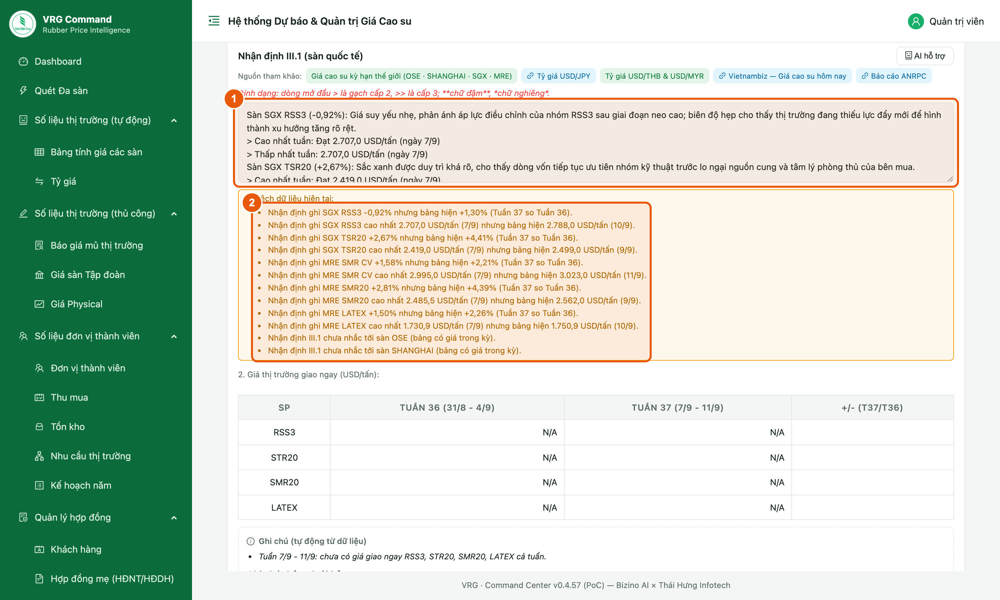 VRG Command
Rubber Price Intelligence
Dashboard
Quét Đa sàn
Số liệu thị trường (tự động)
Bảng tính giá các sàn
Tỷ giá
Số liệu thị trường (thủ công)
Báo giá mủ thị trường
Giá sàn Tập đoàn
Giá Physical
Số liệu đơn vị thành viên
Đơn vị thành viên
Thu mua
Tồn kho
Nhu cầu thị trường
Kế hoạch năm
Quản lý hợp đồng
Khách hàng
Hợp đồng mẹ (HĐNT/HĐDH)
Hệ thống Dự báo & Quản trị Giá Cao su
Quản trị viên
Nhận định III.1 (sàn quốc tế)
AI hỗ trợ
Nguồn tham khảo: Giá cao su kỳ hạn thế giới (OSE · SHANGHAI · SGX · MRE) Tỷ giá USD/JPY Tỷ giá USD/THB & USD/MYR Vietnambiz — Giá cao su hôm nay Báo cáo ANRPC
1
dạng: dòng mở đầu > là gạch cấp 2, >> là cấp 3; **chữ đậm**, *chữ nghiêng*.
Sàn SGX RSS3 (-0,92%): Giá suy yếu nhẹ, phản ánh áp lực điều chỉnh của nhóm RSS3 sau giai đoạn neo cao; biên độ hẹp cho thấy thị trường đang thiếu lực đẩy mới để hình
thành xu hướng tăng rõ rệt.
> Cao nhất tuần: Đạt 2.707,0 USD/tấn (ngày 7/9)
> Thấp nhất tuần: 2.707,0 USD/tấn (ngày 7/9)
Sàn SGX TSR20 (+2,67%): Sắc xanh được duy trì khá rõ, cho thấy dòng vốn tiếp tục ưu tiên nhóm kỹ thuật trước lo ngại nguồn cung và tâm lý phòng thủ của bên mua.
> Cao nhất tuần: Đạt 2.419,0 USD/tấn (ngày 7/9)
2
dữ liệu hiện tại:
Nhận định ghi SGX RSS3 -0,92% nhưng bảng hiện +1,30% (Tuần 37 so Tuần 36).
Nhận định ghi SGX RSS3 cao nhất 2.707,0 USD/tấn (7/9) nhưng bảng hiện 2.788,0 USD/tấn (10/9).
Nhận định ghi SGX TSR20 +2,67% nhưng bảng hiện +4,41% (Tuần 37 so Tuần 36).
Nhận định ghi SGX TSR20 cao nhất 2.419,0 USD/tấn (7/9) nhưng bảng hiện 2.499,0 USD/tấn (9/9).
Nhận định ghi MRE SMR CV +1,58% nhưng bảng hiện +2,21% (Tuần 37 so Tuần 36).
Nhận định ghi MRE SMR CV cao nhất 2.995,0 USD/tấn (7/9) nhưng bảng hiện 3.023,0 USD/tấn (11/9).
Nhận định ghi MRE SMR20 +2,81% nhưng bảng hiện +4,39% (Tuần 37 so Tuần 36).
Nhận định ghi MRE SMR20 cao nhất 2.485,5 USD/tấn (7/9) nhưng bảng hiện 2.562,0 USD/tấn (9/9).
Nhận định ghi MRE LATEX +1,50% nhưng bảng hiện +2,26% (Tuần 37 so Tuần 36).
Nhận định ghi MRE LATEX cao nhất 1.730,9 USD/tấn (7/9) nhưng bảng hiện 1.750,9 USD/tấn (10/9).
Nhận định III.1 chưa nhắc tới sàn OSE (bảng có giá trong kỳ).
Nhận định III.1 chưa nhắc tới sàn SHANGHAI (bảng có giá trong kỳ).
2. Giá thị trường giao ngay (USD/tấn):
SP TUẦN 36 (31/8 - 4/9) TUẦN 37 (7/9 - 11/9) +/- (T37/T36)
RSS3 N/A N/A
STR20 N/A N/A
SMR20 N/A N/A
LATEX N/A N/A
Ghi chú (tự động từ dữ liệu)
Tuần 7/9 - 11/9: chưa có giá giao ngay RSS3, STR20, SMR20, LATEX cả tuần.
VRG · Command Center v0.4.57 (PoC) — Bizino AI × Thái Hưng Infotech